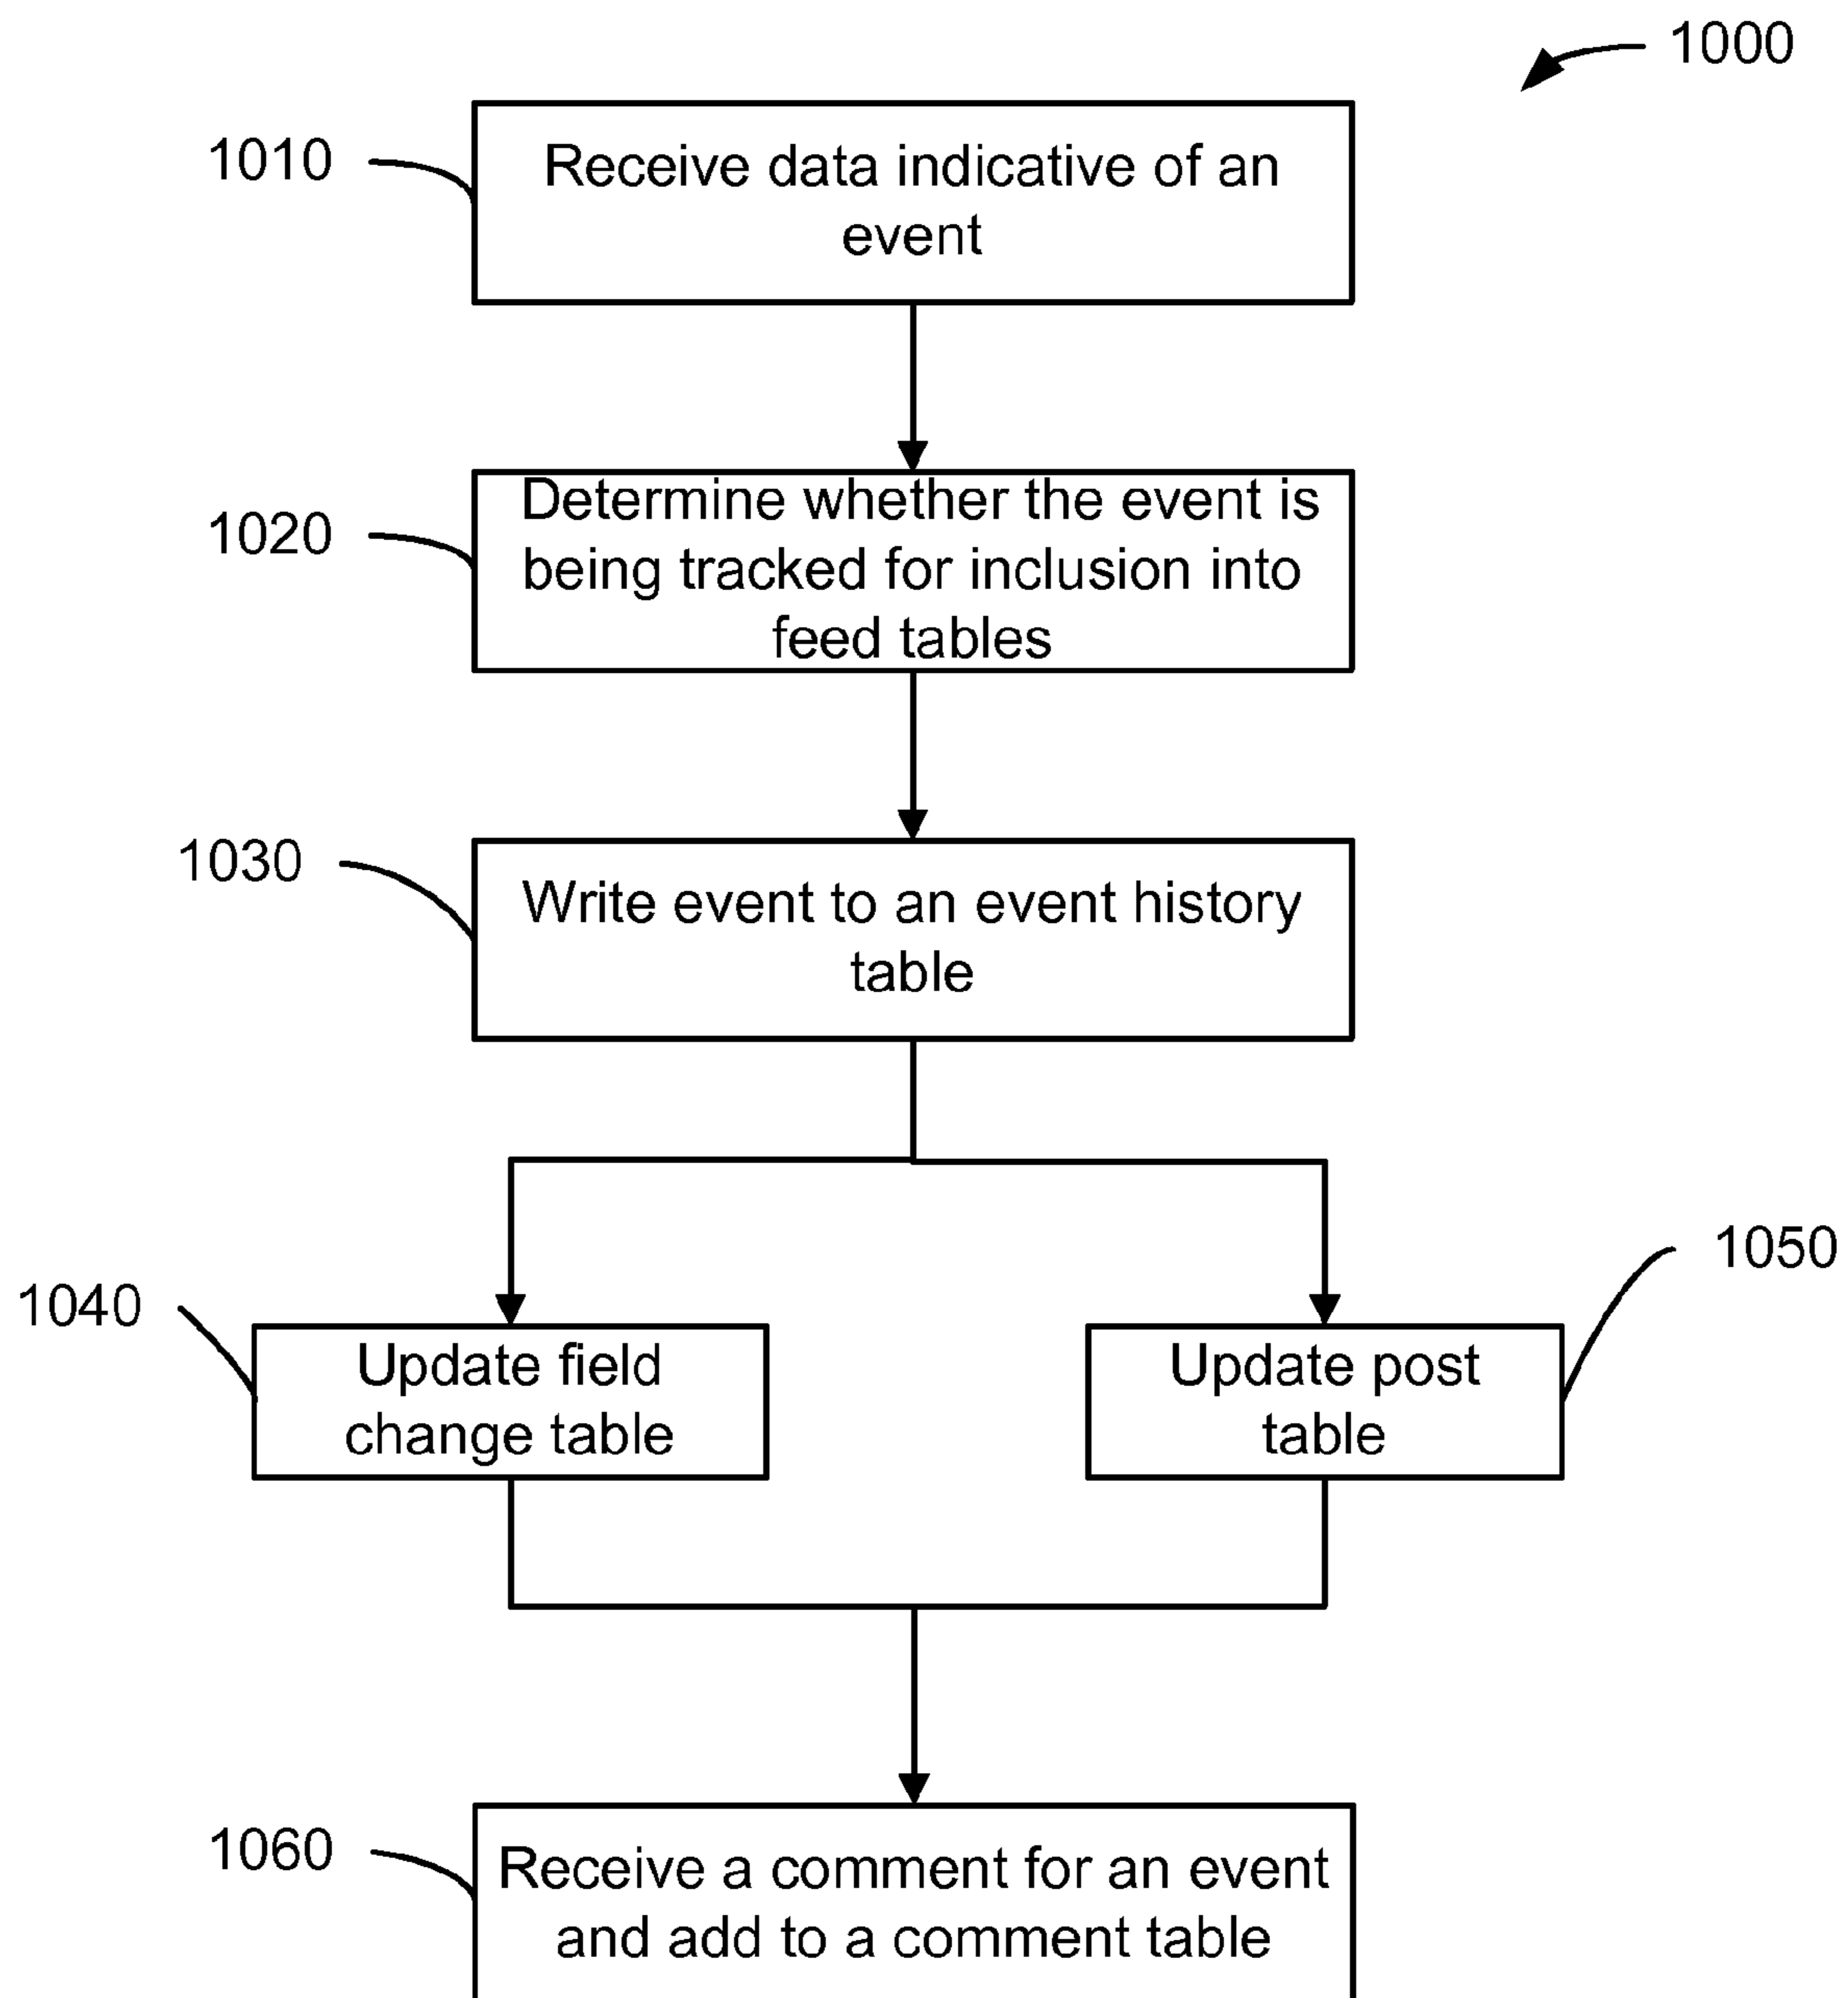 1000
1010
Receive data indicative of an
event
1020
Determine whether the event is
being tracked for inclusion into
feed tables
1030
Write event to an event history
table
1040
Update field
change table
1050
Update post
table
1060
Receive a comment for an event
and add to a comment table